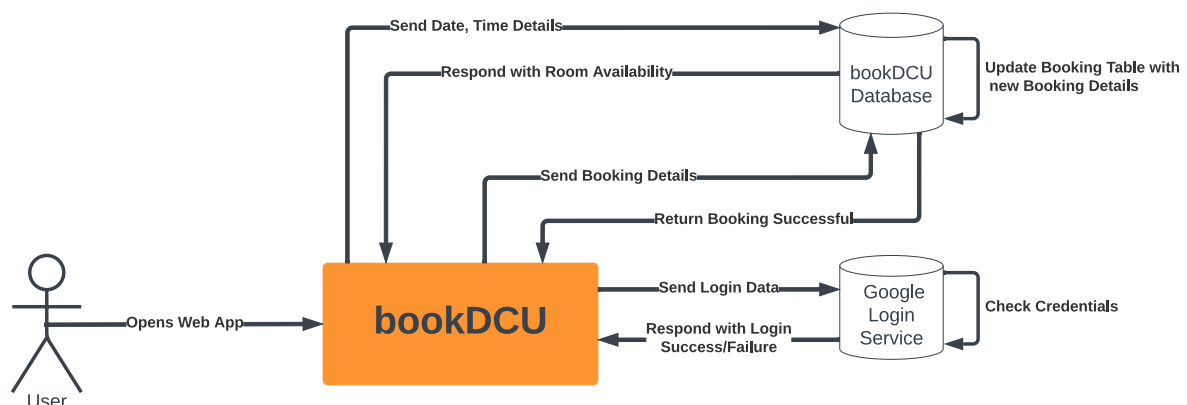 Send Date, Time Details
Respond with Room Availability
bookDCU
Database
Update Booking Table with
new Booking Details
Send Booking Details
Return Booking Successful
bookDCU
Send Login Data
Respond with Login
Success/Failure
Google
Login
Service
Check Credentials
Opens Web App
User